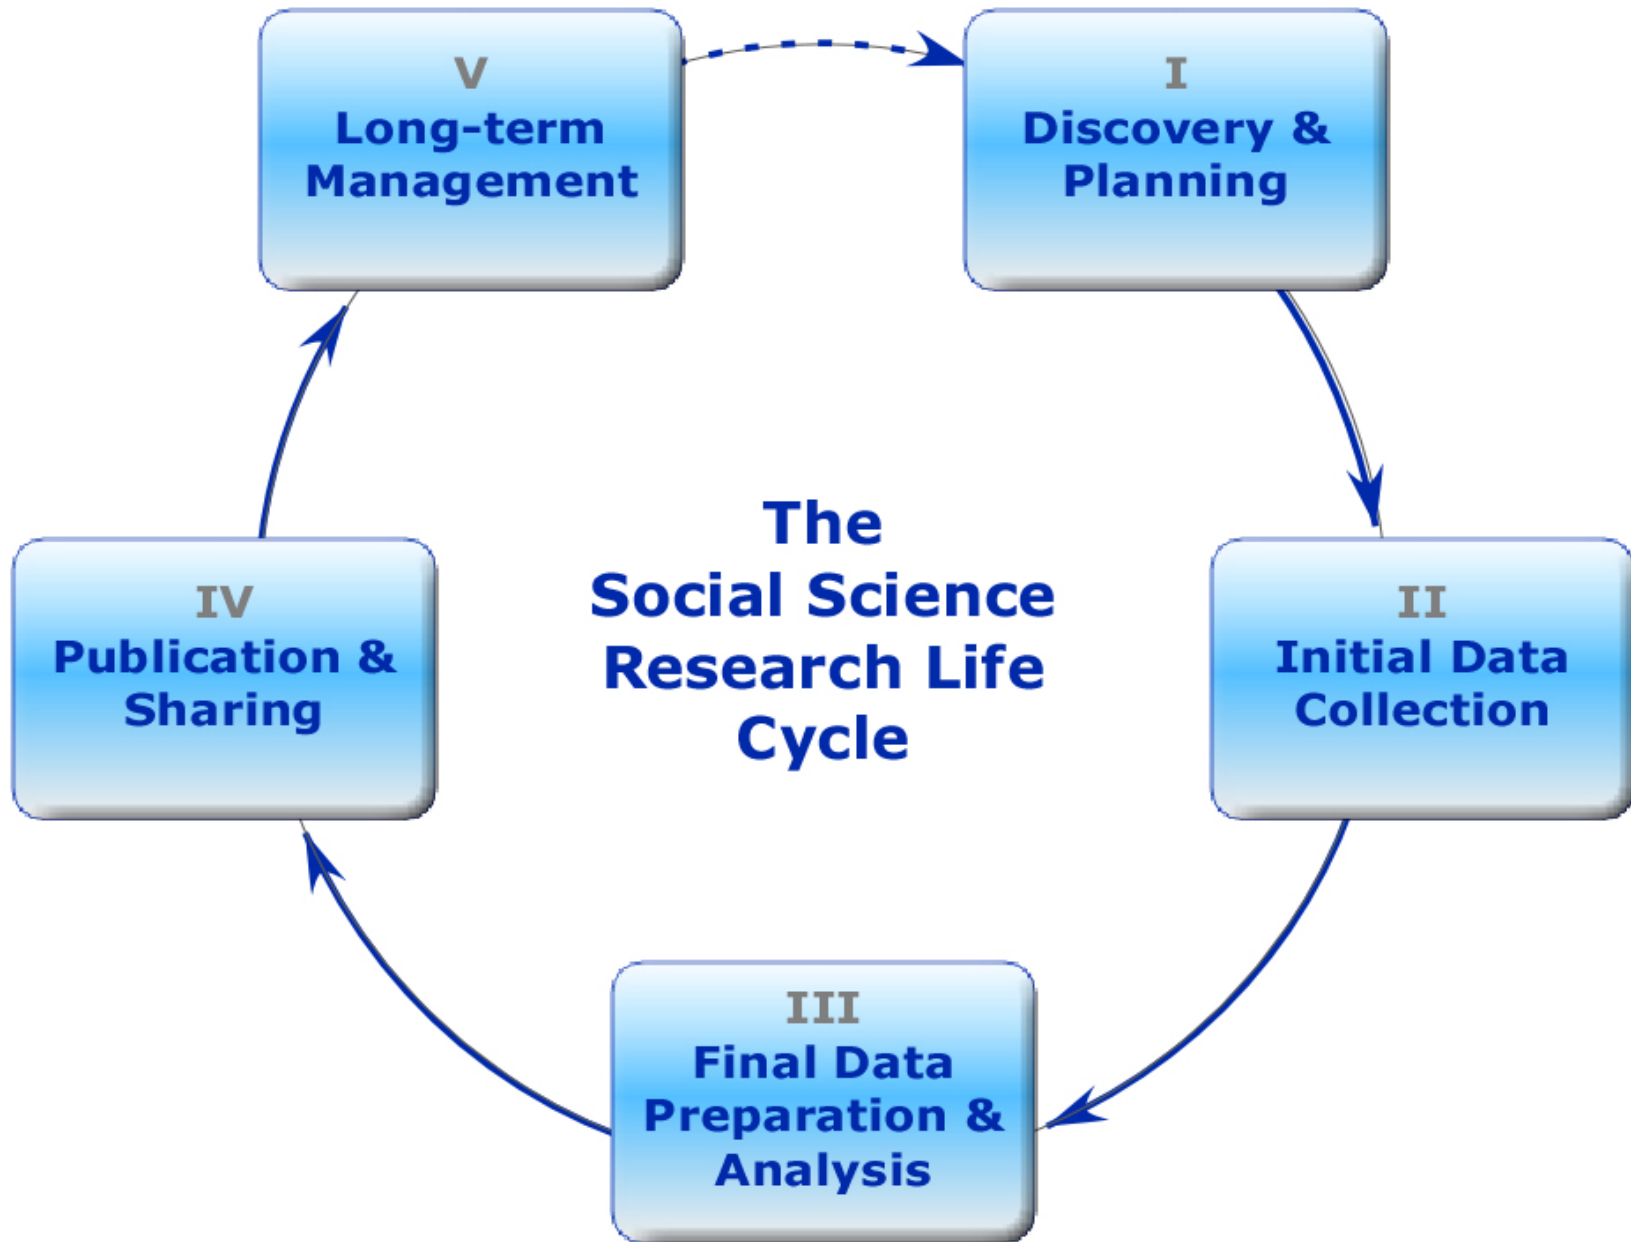 V
Long-term
Management
I
Discovery &
Planning
The
Social Science
Research Life
Cycle
IV
Publication &
Sharing
II
Initial Data
Collection
III
Final Data
Preparation &
Analysis